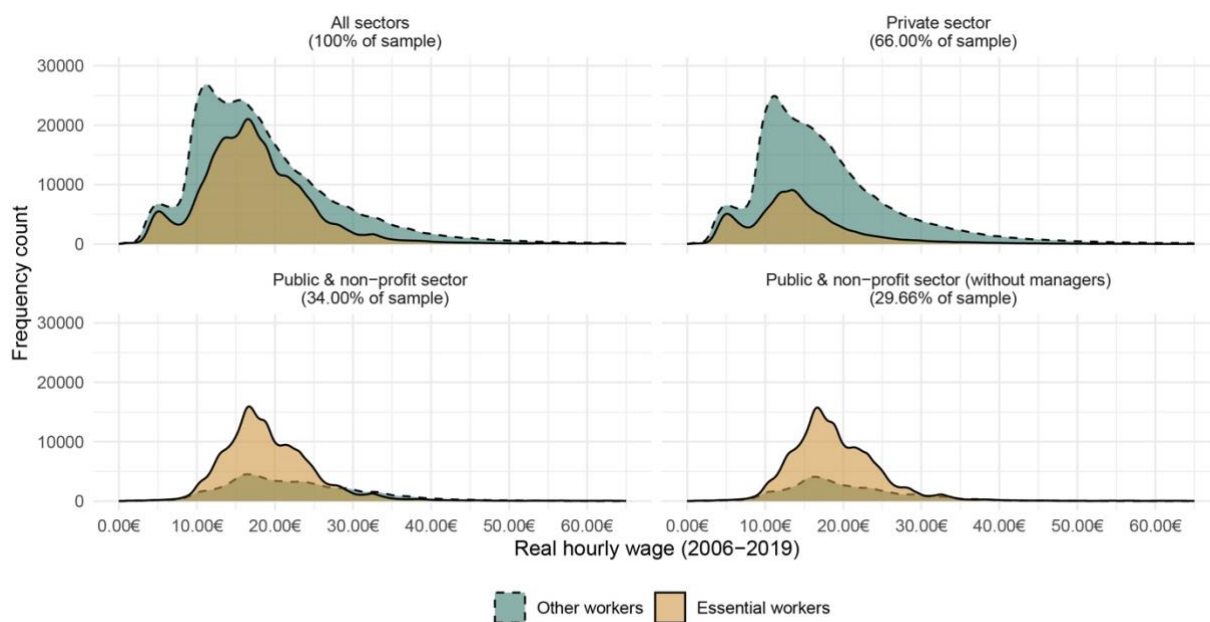 All sectors
(100% of sample)
Private sector
(66.00% of sample)
30000
20000
10000
0
Public & non−profit sector
(34.00% of sample)
Public & non−profit sector (without managers)
(29.66% of sample)
30000
20000
10000
0
Frequency count
0.00€ 10.00€ 20.00€ 30.00€ 40.00€ 50.00€ 60.00€
0.00€ 10.00€ 20.00€ 30.00€ 40.00€ 50.00€ 60.00€
Real hourly wage (2006−2019)
Other workers
Essential workers